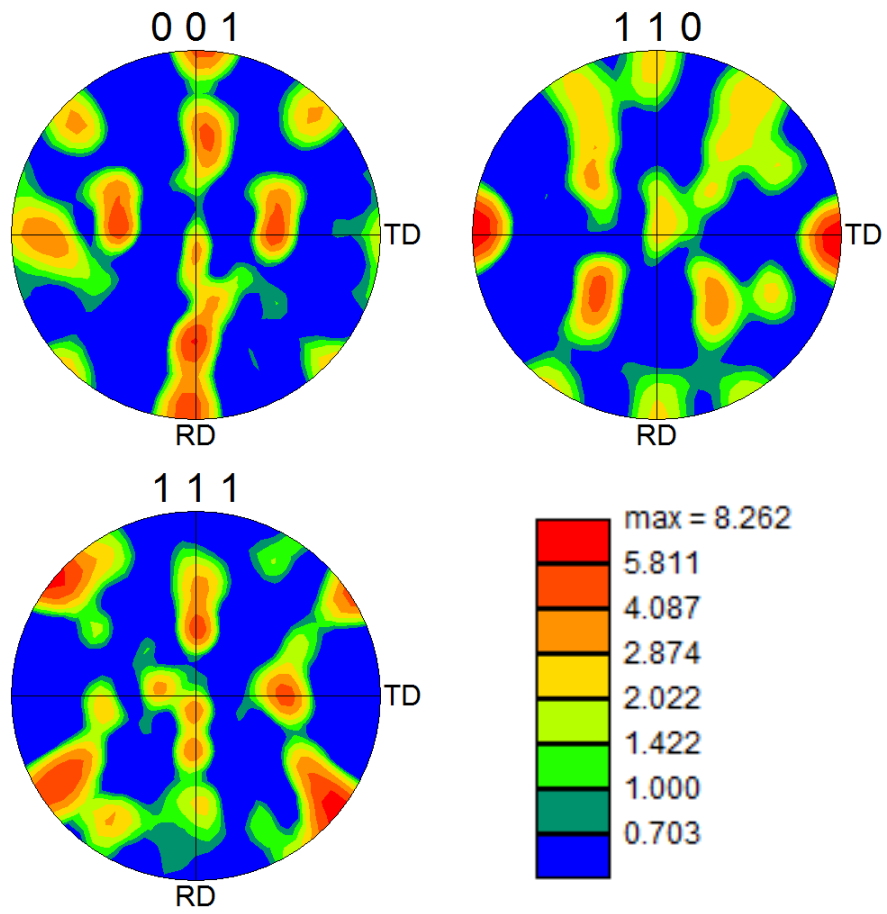 0 0 1
1 1 0
TD
TD
RD
RD
1 1 1
max = 8.262
5.811
4.087
2.874
2.022
1.422
1.000
0.703
TD
RD